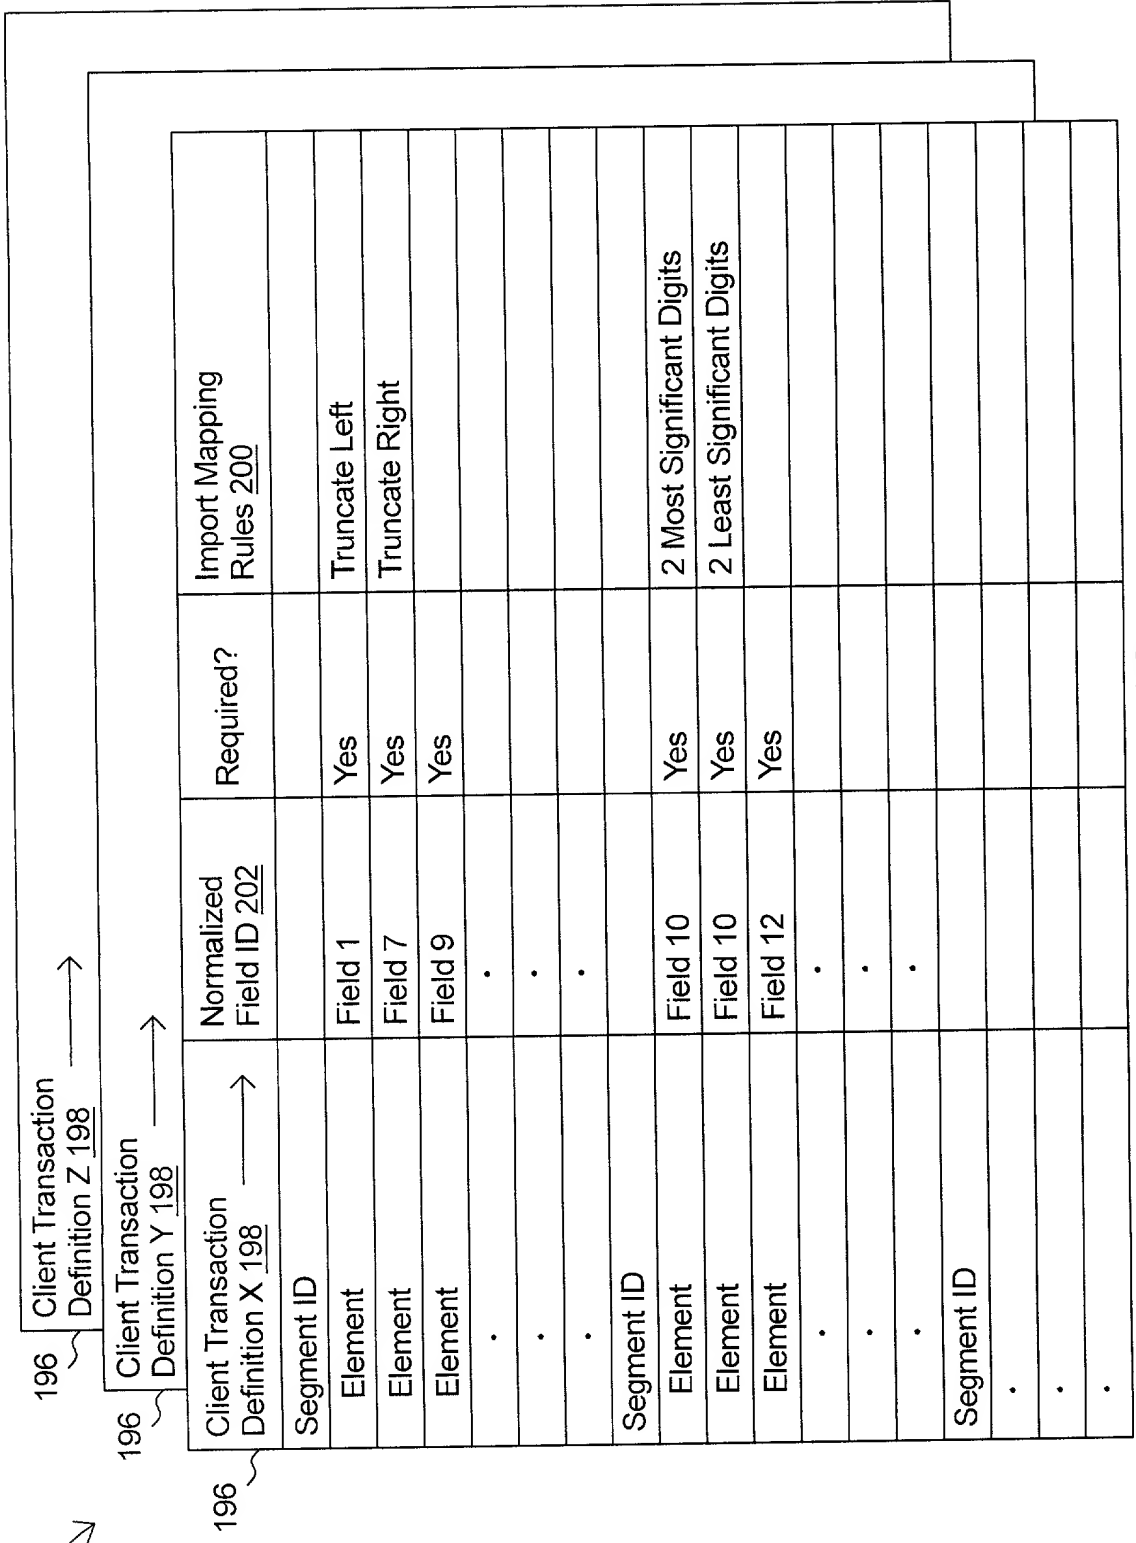 196
Client Transaction
Definition Z 198
196
Client Transaction
Definition Y 198
196
Client Transaction
Definition X 198
Normalized
Field ID 202
Required?
Import Mapping
Rules 200
Segment ID
Element Field 1 Yes Truncate Left
Element Field 7 Yes Truncate Right
Element Field 9 Yes
. .
. .
. .
Segment ID
Element Field 10 Yes 2 Most Significant Digits
Element Field 10 Yes 2 Least Significant Digits
Element Field 12 Yes
. .
. .
. .
Segment ID
.
.
.